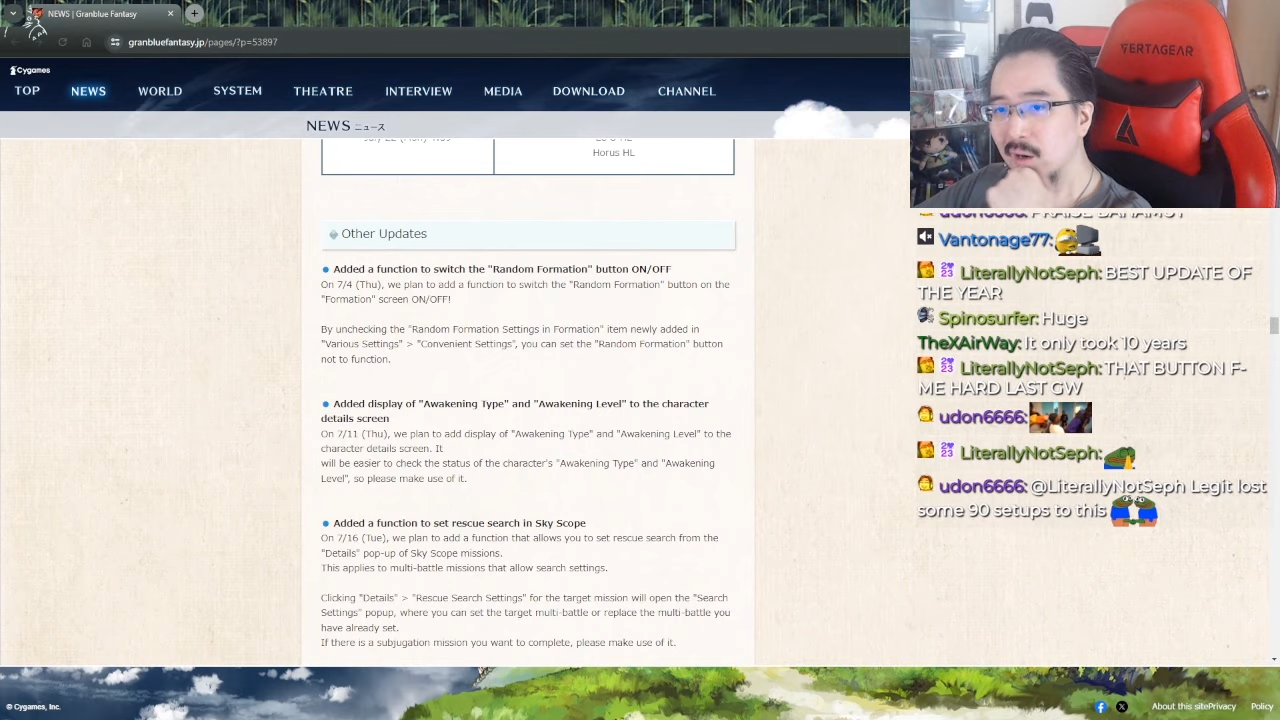 NEWS | Granblue Fantasy
granbluefantasy.jp/pages/?p=53897
Cygames
TOP NEWS WORLD SYSTEM THEATRE INTERVIEW MEDIA DOWNLOAD CHANNEL
NEWS ニュース
Horus HL
Other Updates
Added a function to switch the "Random Formation" button ON/OFF
On 7/4 (Thu), we plan to add a function to switch the "Random Formation" button on the
"Formation" screen ON/OFF!
By unchecking the "Random Formation Settings in Formation" item newly added in
"Various Settings" > "Convenient Settings", you can set the "Random Formation" button
not to function.
Added display of "Awakening Type" and "Awakening Level" to the character
details screen
On 7/11 (Thu), we plan to add display of "Awakening Type" and "Awakening Level" to the
character details screen. It
will be easier to check the status of the character's "Awakening Type" and "Awakening
Level", so please make use of it.
Added a function to set rescue search in Sky Scope
On 7/16 (Tue), we plan to add a function that allows you to set rescue search from the
"Details" pop-up of Sky Scope missions.
This applies to multi-battle missions that allow search settings.
Clicking "Details" > "Rescue Search Settings" for the target mission will open the "Search
Settings" popup, where you can set the target multi-battle or replace the multi-battle you
have already set.
If there is a subjugation mission you want to complete, please make use of it.
© Cygames, Inc.
About this site Privacy Policy
VERTAGEAR
udon6666: PRAISE BAHAMUT
Vantonage77:
2 23 LiterallyNotSeph: BEST UPDATE OF
THE YEAR
Spinosurfer: Huge
TheXAirWay: It only took 10 years
2 23 LiterallyNotSeph: THAT BUTTON F-
ME HARD LAST GW
udon6666:
2 23 LiterallyNotSeph:
udon6666: @LiterallyNotSeph Legit lost
some 90 setups to this